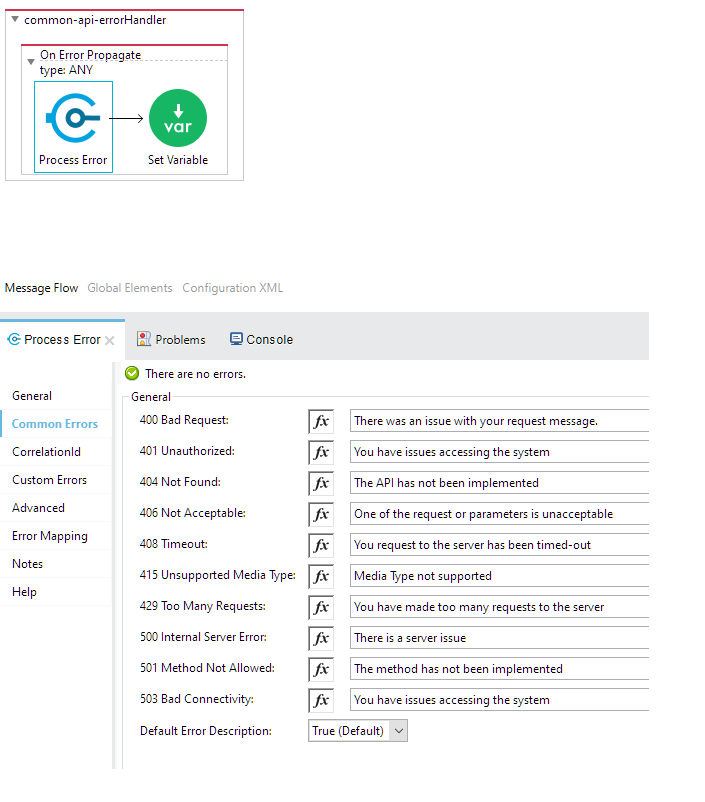 common-api-errorHandler
On Error Propagate
type: ANY
var
Process Error
Set Variable
Message Flow Global Elements Configuration XML
Process Error Problems Console
There are no errors.
General
General
Common Errors
CorrelationId
Custom Errors
Advanced
Error Mapping
Notes
Help
400 Bad Request: fx There was an issue with your request message.
401 Unauthorized: fx You have issues accessing the system
404 Not Found: fx The API has not been implemented
406 Not Acceptable: fx One of the request or parameters is unacceptable
408 Timeout: fx You request to the server has been timed-out
415 Unsupported Media Type: fx Media Type not supported
429 Too Many Requests: fx You have made too many requests to the server
500 Internal Server Error: fx There is a server issue
501 Method Not Allowed: fx The method has not been implemented
503 Bad Connectivity: fx You have issues accessing the system
Default Error Description: True (Default)